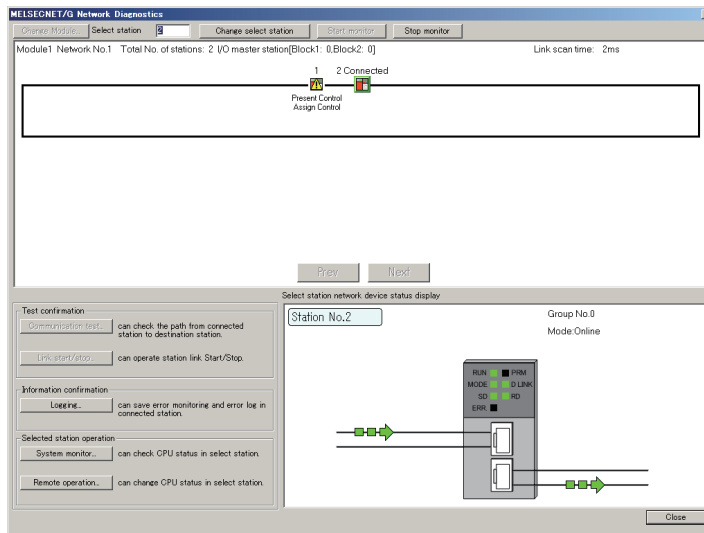 MELSECNET/G Network Diagnostics
Change Module... Select station 2 Change select station Start monitor Stop monitor
Module1 Network No.1 Total No. of stations: 2 I/O master station[Block1: 0,Block2: 0] Link scan time: 2ms
1 2 Connected
Present Control
Assign Control
Prev Next
Select station network device status display
Test confirmation
Communication test... can check the path from connected
station to destination station.
Link start/stop... can operate station link Start/Stop.
Information confirmation
Logging... can save error monitoring and error log in
connected station.
Selected station operation
System monitor... can check CPU status in select station.
Remote operation... can change CPU status in select station.
Station No.2
Group No.0
Mode:Online
RUN PRM
MODE D LINK
SD RD
ERR.
Close